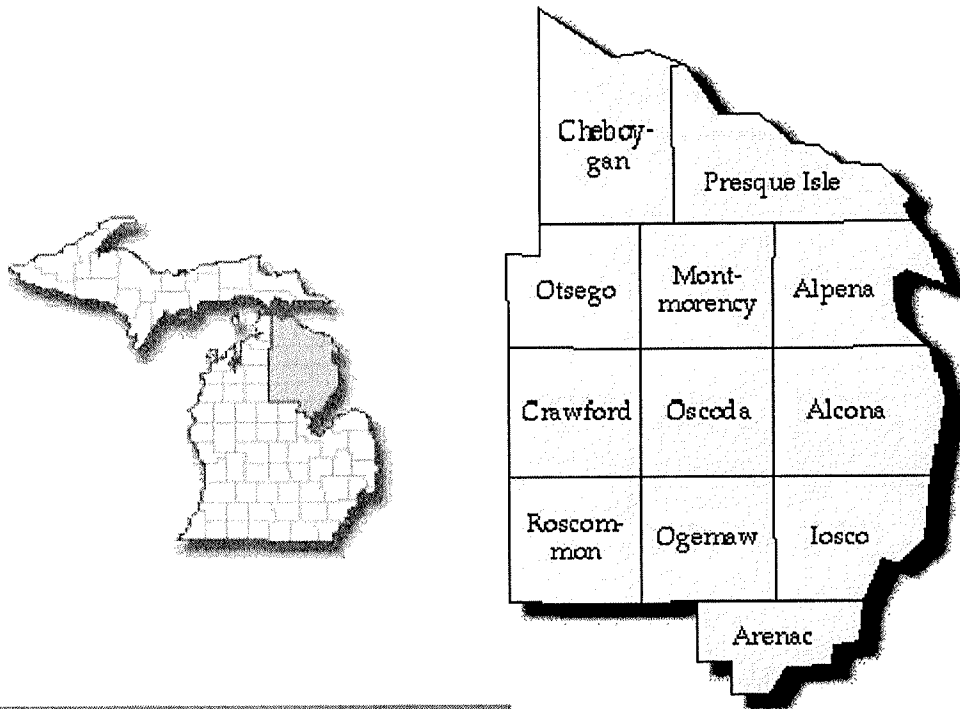 Cheboy-
gan
Presque Isle
Otsego
Mont-
morency
Alpena
Crawford
Oscoda
Alcona
Roscom-
mon
Ogemaw
Iosco
Arenac